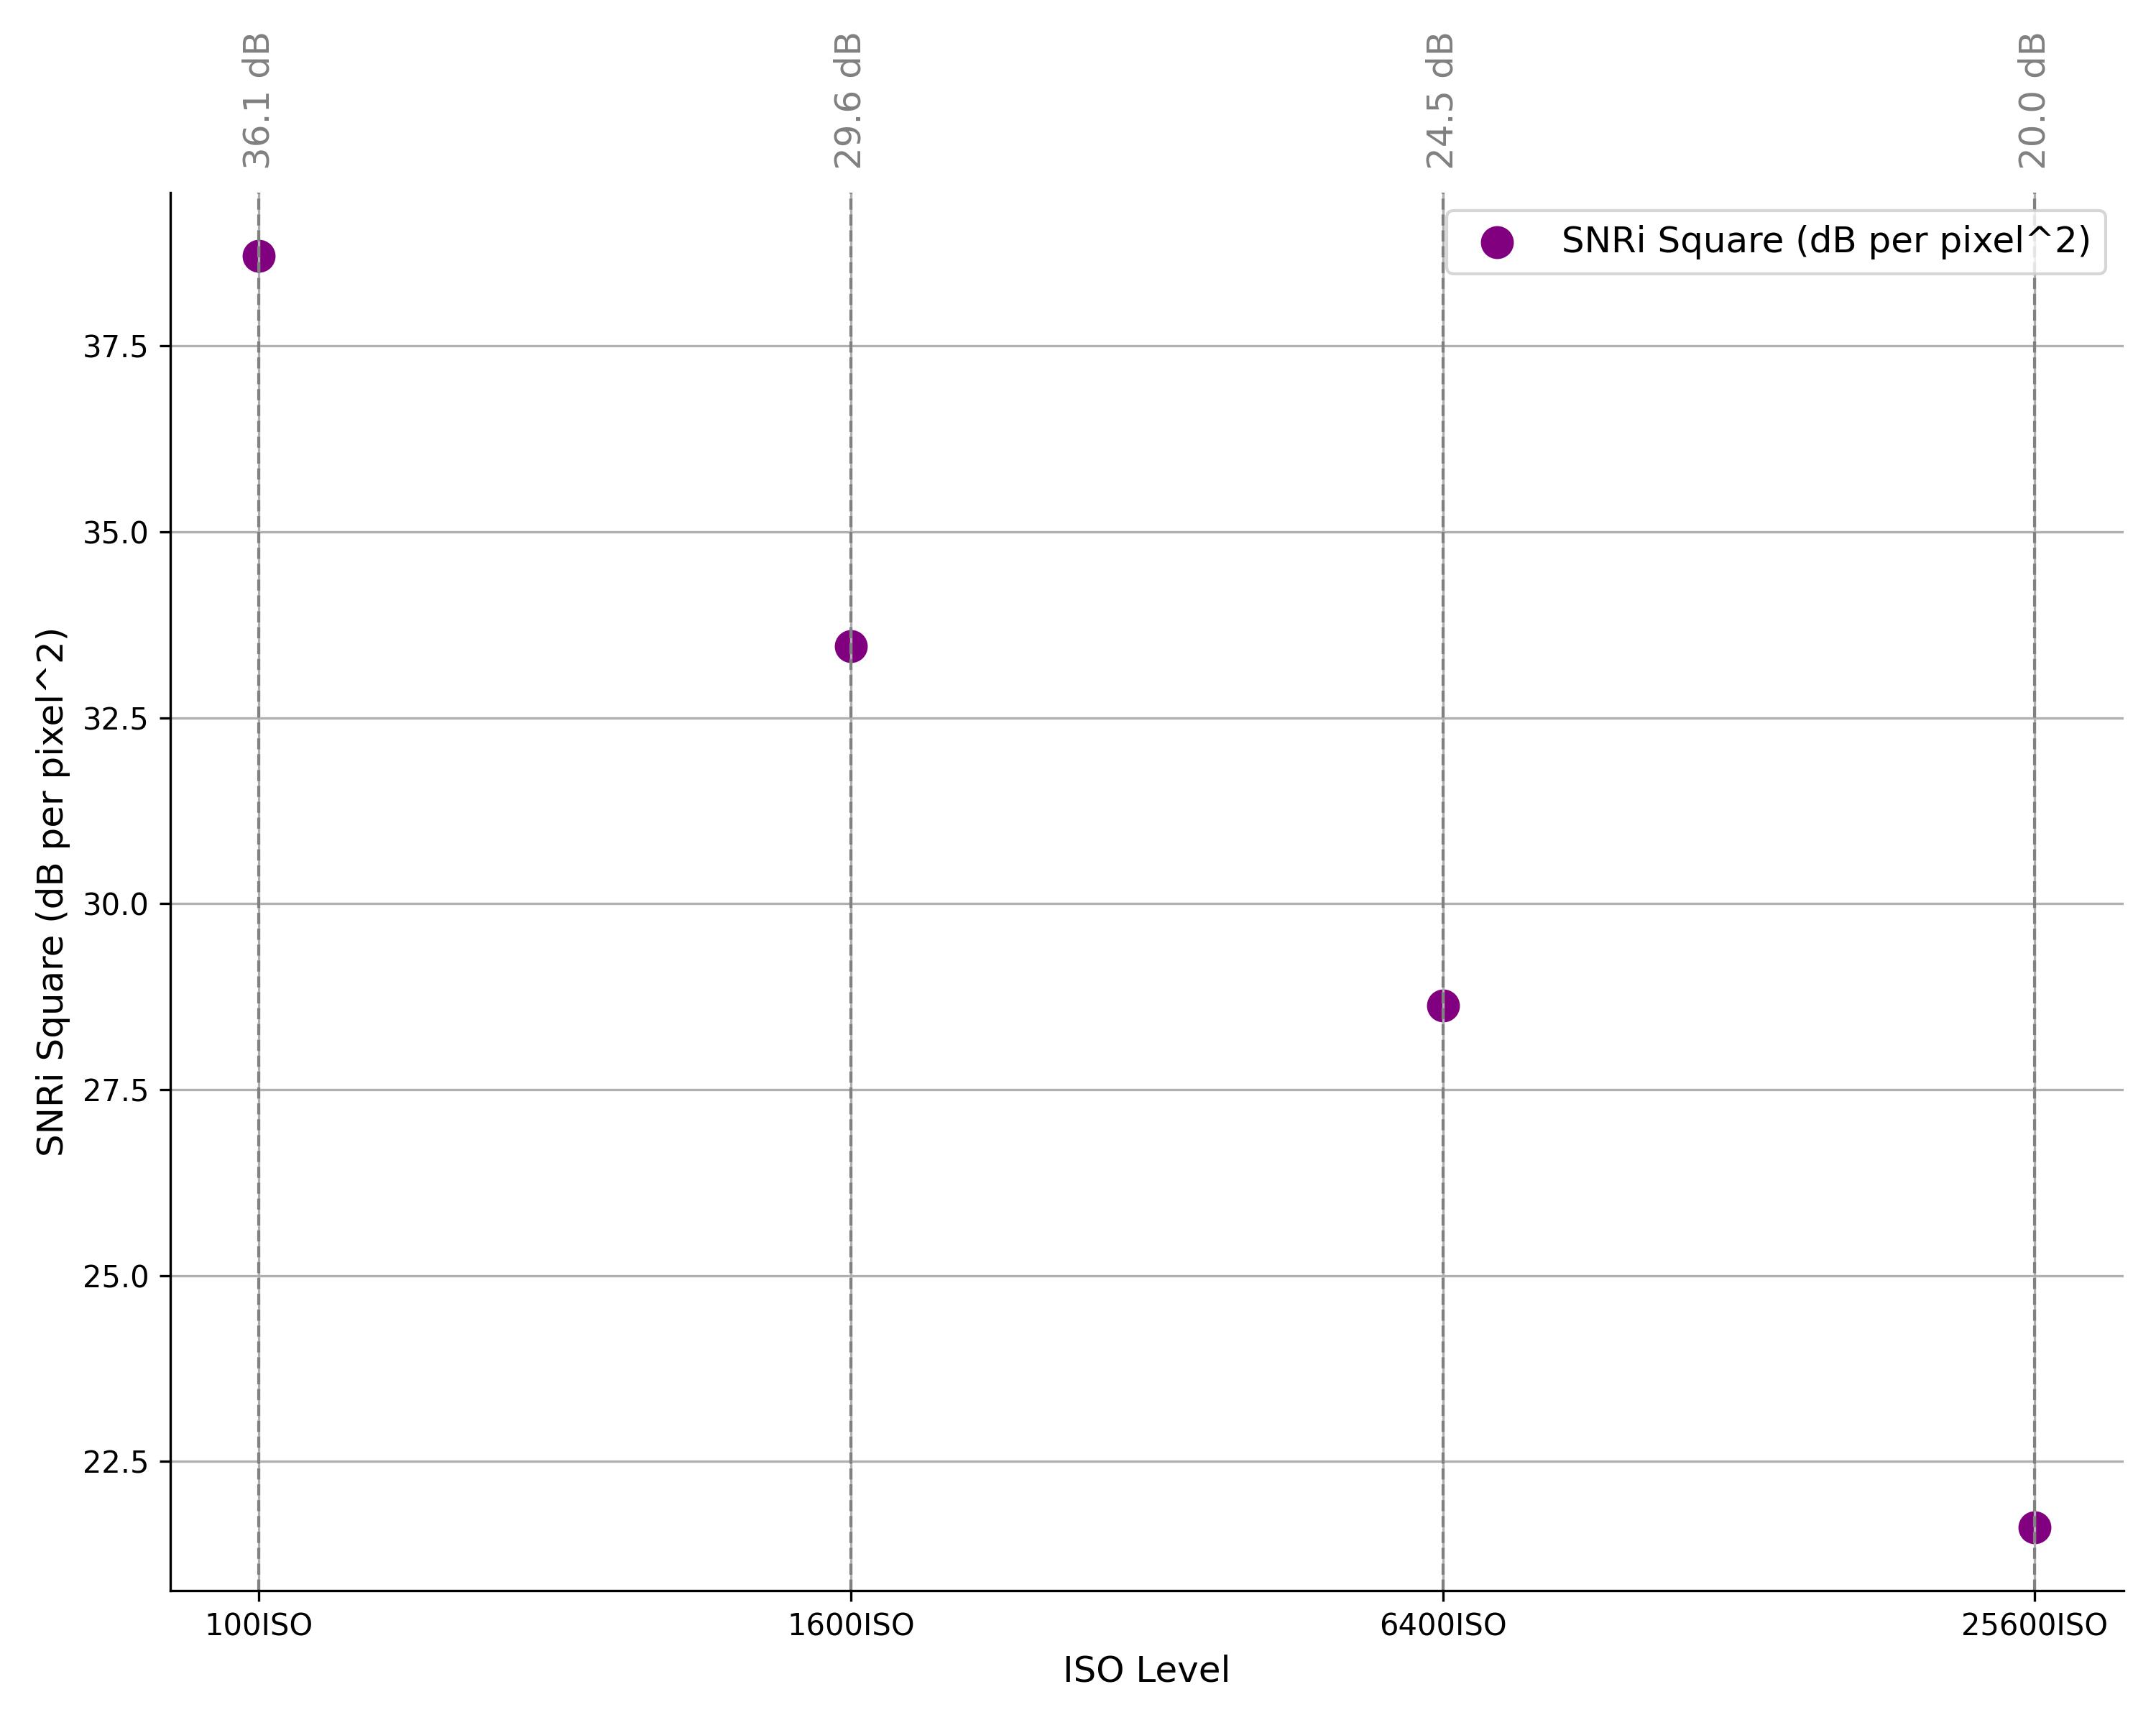 36.1 dB
29.6 dB
24.5 dB
20.0 dB
SNRi Square (dB per pixel^2)
SNRi Square (dB per pixel^2)
37.5
35.0
32.5
30.0
27.5
25.0
22.5
100ISO
1600ISO
6400ISO
25600ISO
ISO Level